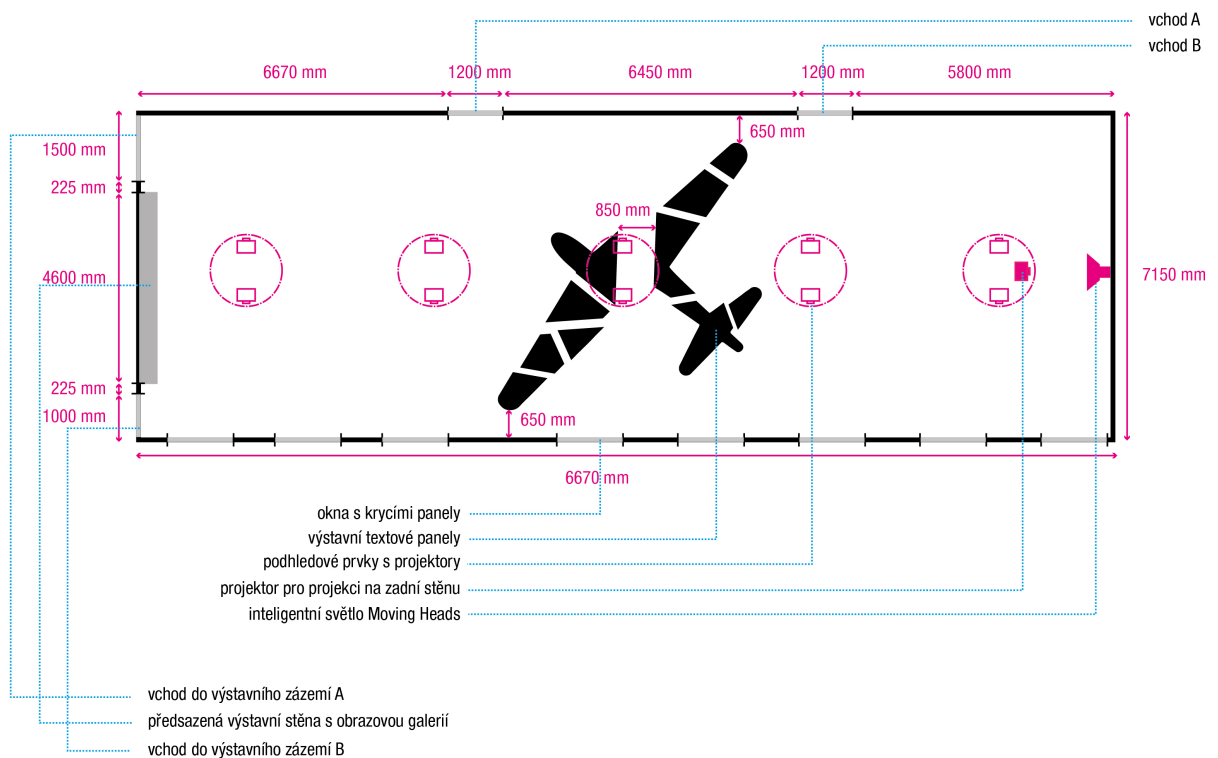 vchod A
vchod B
6670 mm
1200 mm
6450 mm
1200 mm
5800 mm
650 mm
1500 mm
225 mm
850 mm
4600 mm
7150 mm
225 mm
1000 mm
650 mm
6670 mm
okna s krycími panely
výstavní textové panely
podhledové prvky s projektory
projektor pro projekci na zadní stěnu
inteligentní světlo Moving Heads
vchod do výstavního zázemí A
předsazená výstavní stěna s obrazovou galerií
vchod do výstavního zázemí B